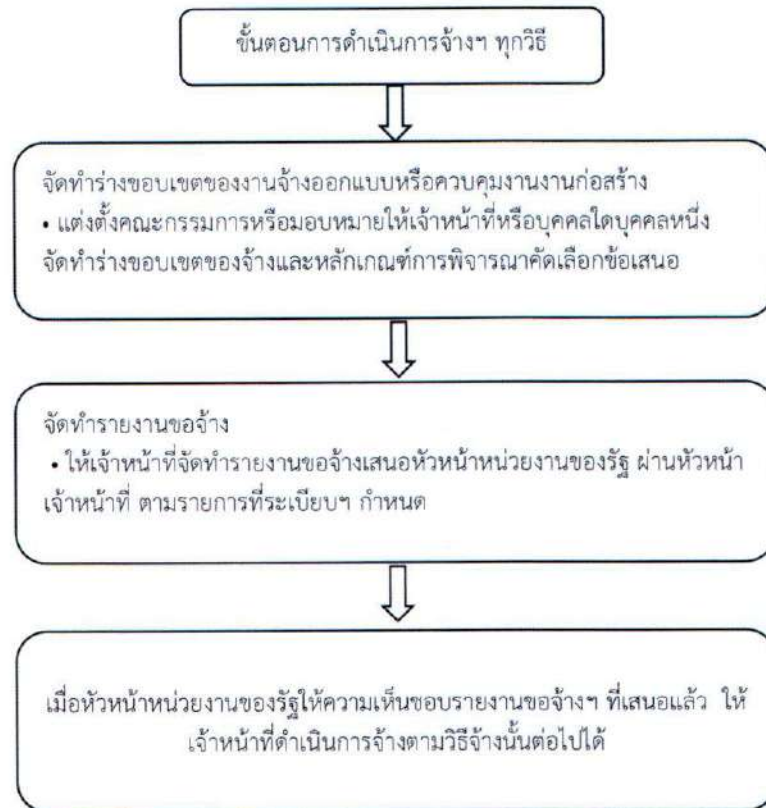 ขั้นตอนการดำเนินการจ้างฯ ทุกวิธี
จัดทำร่างขอบเขตของงานจ้างออกแบบหรือควบคุมงานงานก่อสร้าง
• แต่งตั้งคณะกรรมการหรือมอบหมายให้เจ้าหน้าที่หรือบุคคลใดบุคคลหนึ่ง
จัดทำร่างขอบเขตของจ้างและหลักเกณฑ์การพิจารณาคัดเลือกข้อเสนอ
จัดทำรายงานขอจ้าง
• ให้เจ้าหน้าที่จัดทำรายงานขอจ้างเสนอหัวหน้าหน่วยงานของรัฐ ผ่านหัวหน้า
เจ้าหน้าที่ ตามรายการที่ระเบียบฯ กำหนด
เมื่อหัวหน้าหน่วยงานของรัฐให้ความเห็นชอบรายงานขอจ้างฯ ที่เสนอแล้ว ให้
เจ้าหน้าที่ดำเนินการจ้างตามวิธีจ้างนั้นต่อไปได้